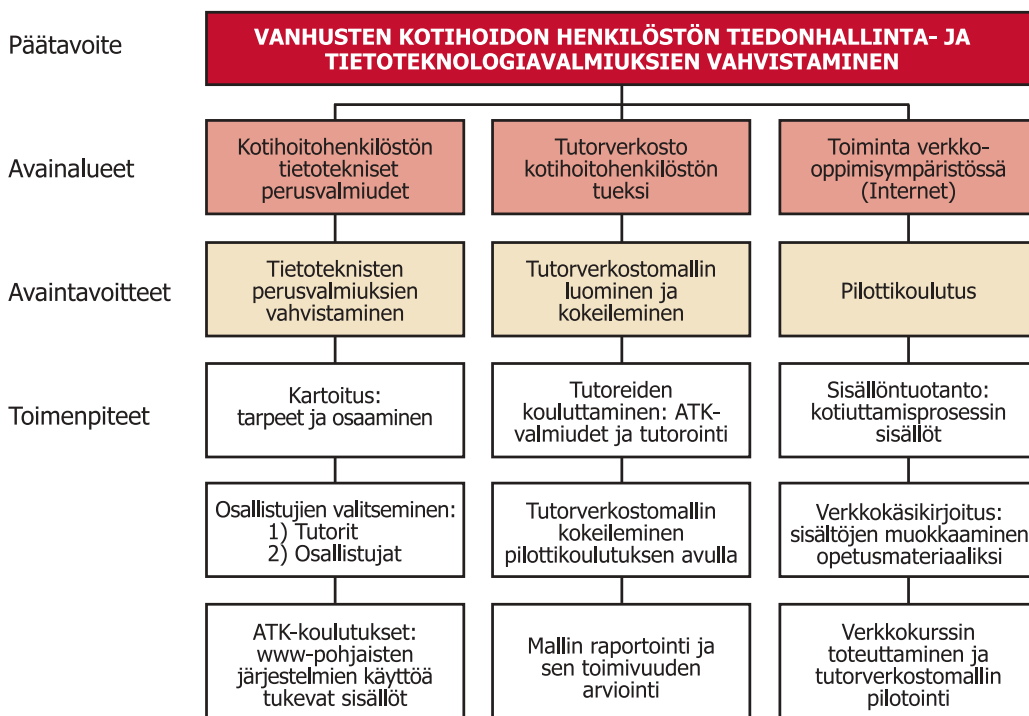 Päätavoite
VANHUSTEN KOTIHOIDON HENKILÖSTÖN TIEDONHALLINTA- JA
TIETOTEKNOLOGIAVALMIUKSIEN VAHVISTAMINEN
Avainalueet
Kotihoitohenkilöstön
tietotekniset
perusvalmiudet
Tutorverkosto
kotihoitohenkilöstön
tueksi
Toiminta verkko-
oppimisympäristössä
(Internet)
Avaintavoitteet
Tietoteknisten
perusvalmiuksien
vahvistaminen
Tutorverkostomallin
luominen ja
kokeileminen
Pilottikoulutus
Toimenpiteet
Kartoitus:
tarpeet ja osaaminen
Tutoreiden
kouluttaminen: ATK-
valmiudet ja tutorointi
Sisällöntuotanto:
kotiuttamisprosessin
sisällöt
Osallistujien valitseminen:
1) Tutorit
2) Osallistujat
Tutorverkostomallin
kokeileminen
pilottikoulutuksen avulla
Verkkokäsikirjoitus:
sisältöjen muokkaaminen
opetusmateriaaliksi
ATK-koulutukset:
www-pohjaisten
järjestelmien käyttöä
tukevat sisällöt
Mallin raportointi ja
sen toimivuuden
arviointi
Verkkokurssin
toteuttaminen ja
tutorverkostomallin
pilotointi